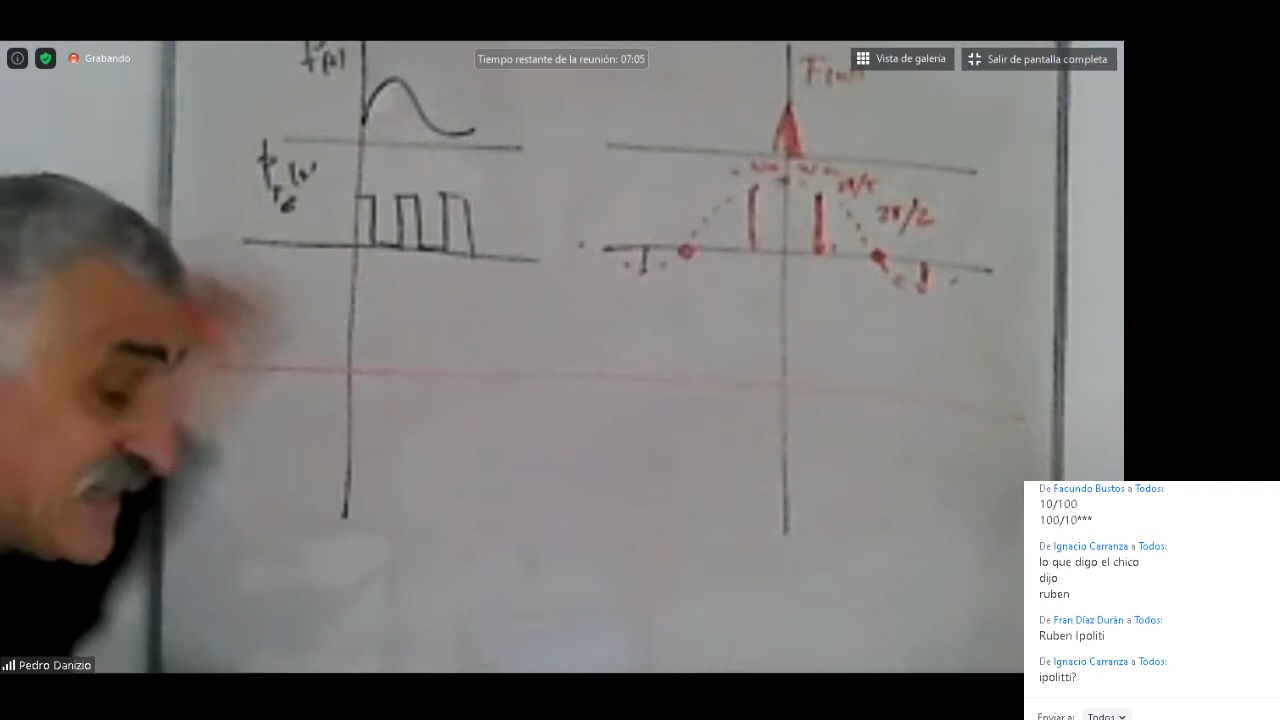 Grabando
Tiempo restante de la reunión: 07:05
Vista de galería
Salir de pantalla completa
f(t)
2π/τ
De Facundo Bustos a Todos:
10/100
100/10***
De Ignacio Carranza a Todos:
lo que digo el chico
dijo
ruben
De Fran Díaz Durán a Todos:
Ruben Ipoliti
De Ignacio Carranza a Todos:
ipolitti?
Pedro Danizio
Enviar a: Todos